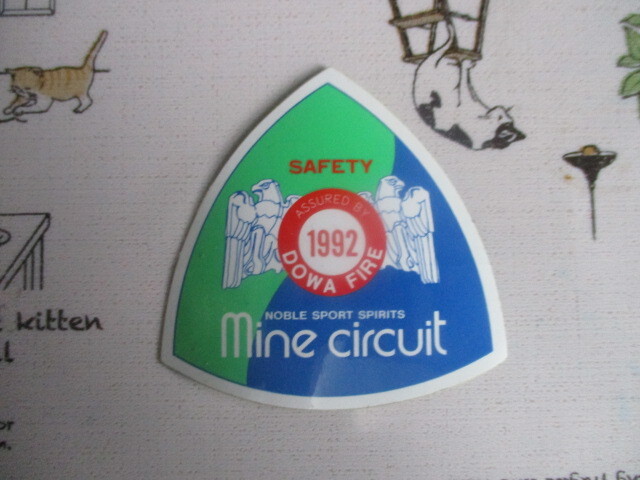 SAFETY
ASSURED BY
1992
DOWA FIRE
NOBLE SPORT SPIRITS
Mine circuit
kitten